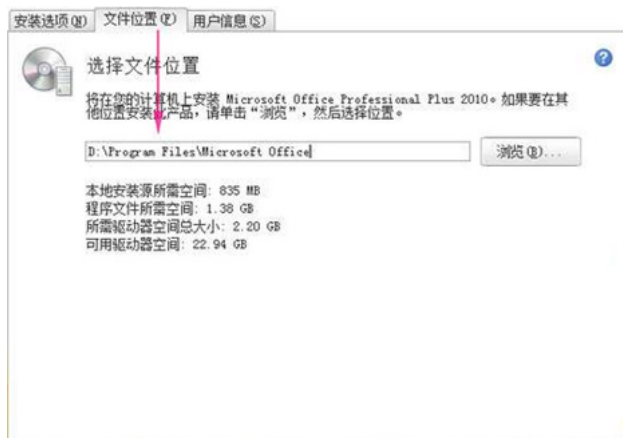 安装选项(N) 文件位置(F) 用户信息(S)
选择文件位置
将在您的计算机上安装 Microsoft Office Professional Plus 2010。如果要在其
他位置安装此产品，请单击“浏览”，然后选择位置。
D:\Program Files\Microsoft Office 浏览(B)...
本地安装源所需空间: 835 MB
程序文件所需空间: 1.38 GB
所需驱动器空间总大小: 2.20 GB
可用驱动器空间: 22.94 GB